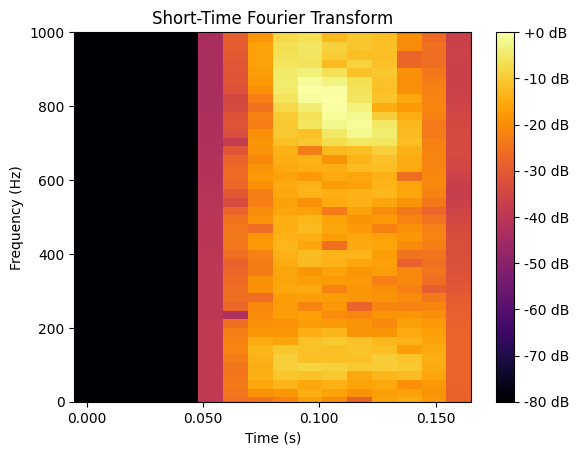 Short-Time Fourier Transform
1000
800
600
400
200
0
Frequency (Hz)
0.000
0.050
0.100
0.150
Time (s)
+0 dB
-10 dB
-20 dB
-30 dB
-40 dB
-50 dB
-60 dB
-70 dB
-80 dB